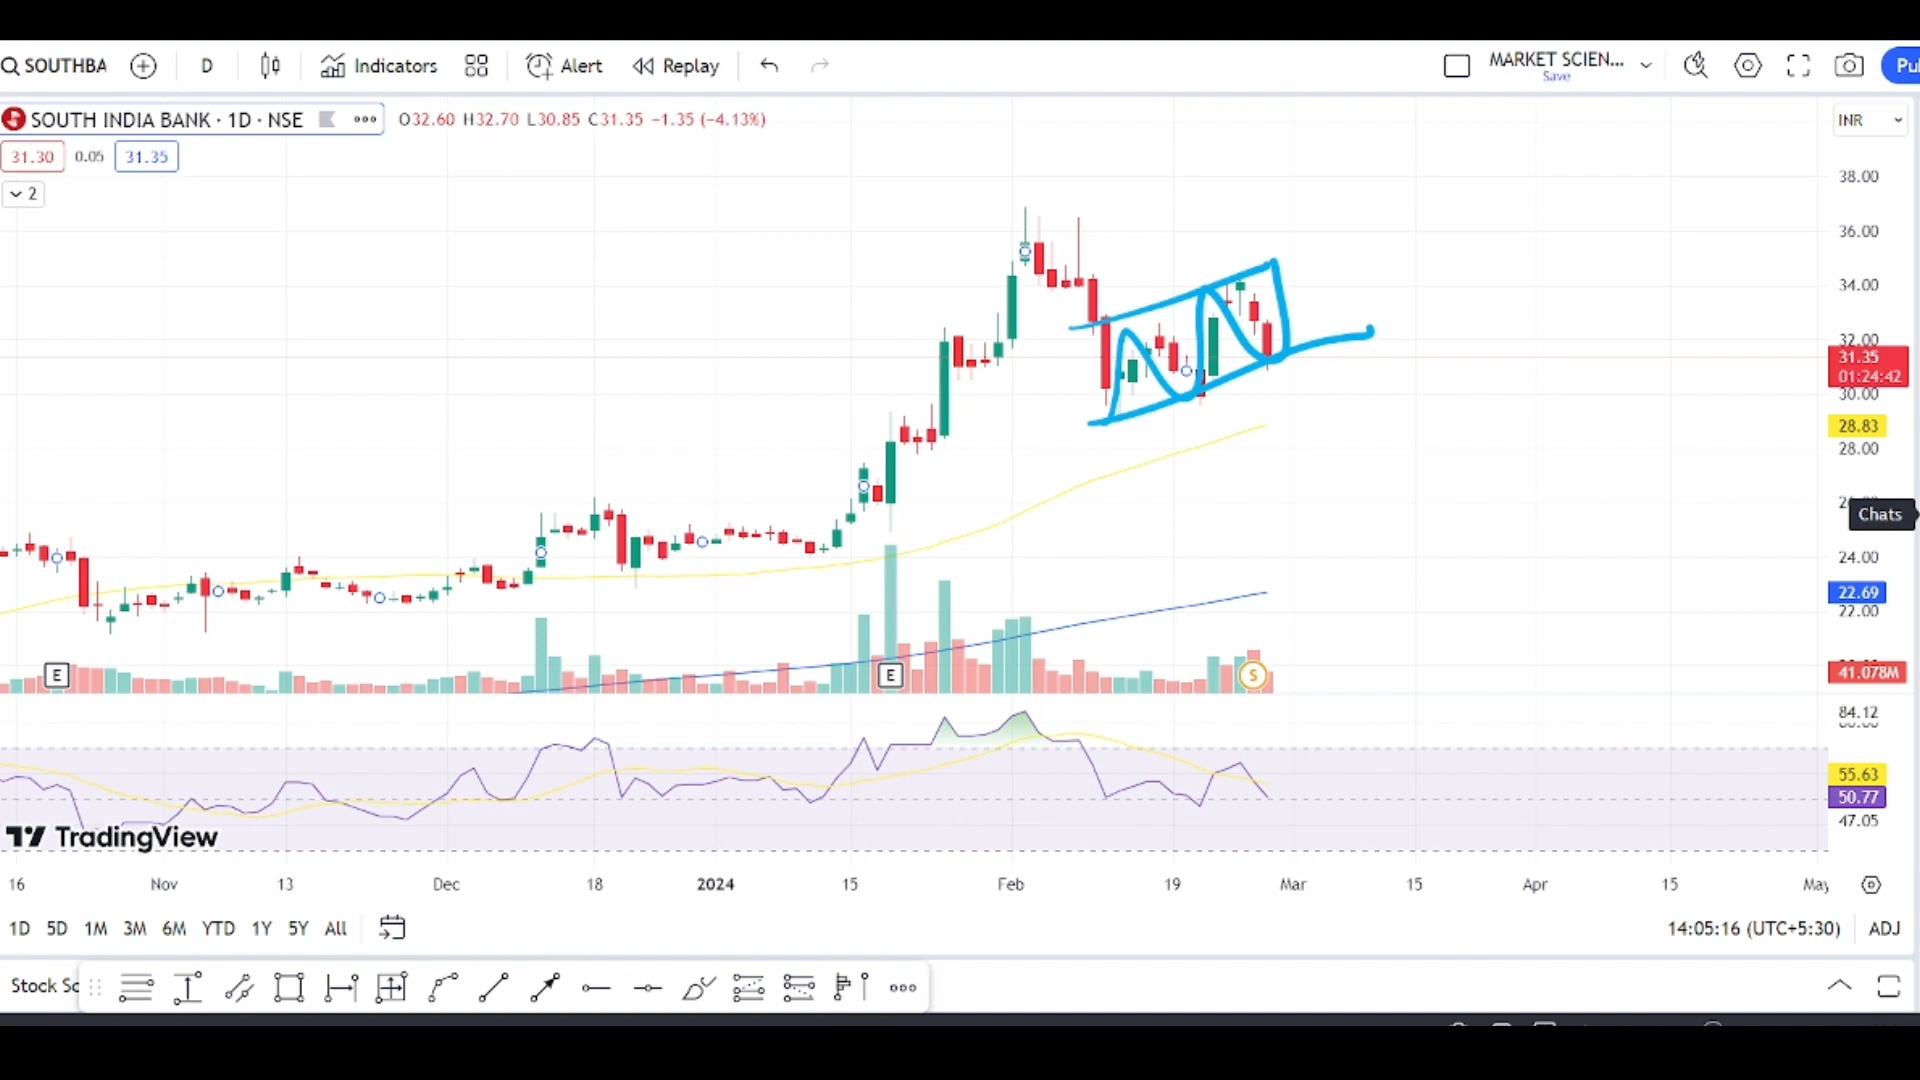 SOUTHBA D Indicators Alert Replay MARKET SCIEN... Save
SOUTH INDIA BANK · 1D · NSE O32.60 H32.70 L30.85 C31.35 −1.35 (−4.13%) INR
31.30 0.05 31.35
2
38.00
36.00
34.00
32.00
31.35
01:24:42
30.00
28.83
28.00
Chats
24.00
22.69
22.00
E E S
41.078M
84.12
55.63
50.77
47.05
TradingView
16 Nov 13 Dec 18 2024 15 Feb 19 Mar 15 Apr 15
1D 5D 1M 3M 6M YTD 1Y 5Y All 14:05:16 (UTC+5:30) ADJ
Stock Sc